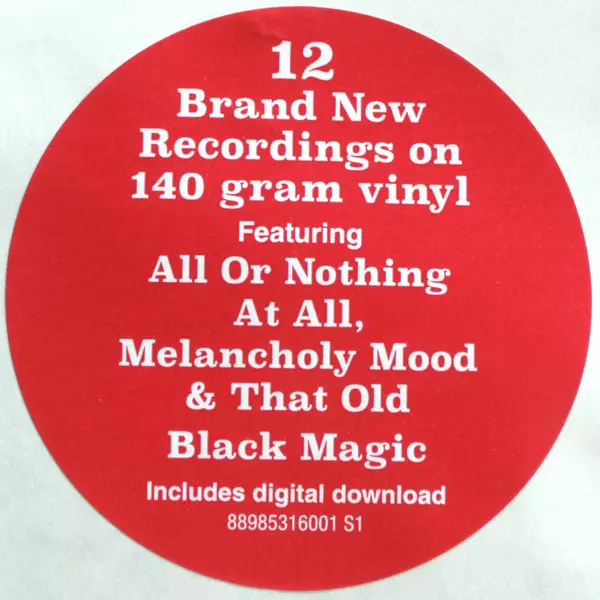 12
Brand New
Recordings on
140 gram vinyl
Featuring
All Or Nothing
At All,
Melancholy Mood
& That Old
Black Magic
Includes digital download
88985316001 S1